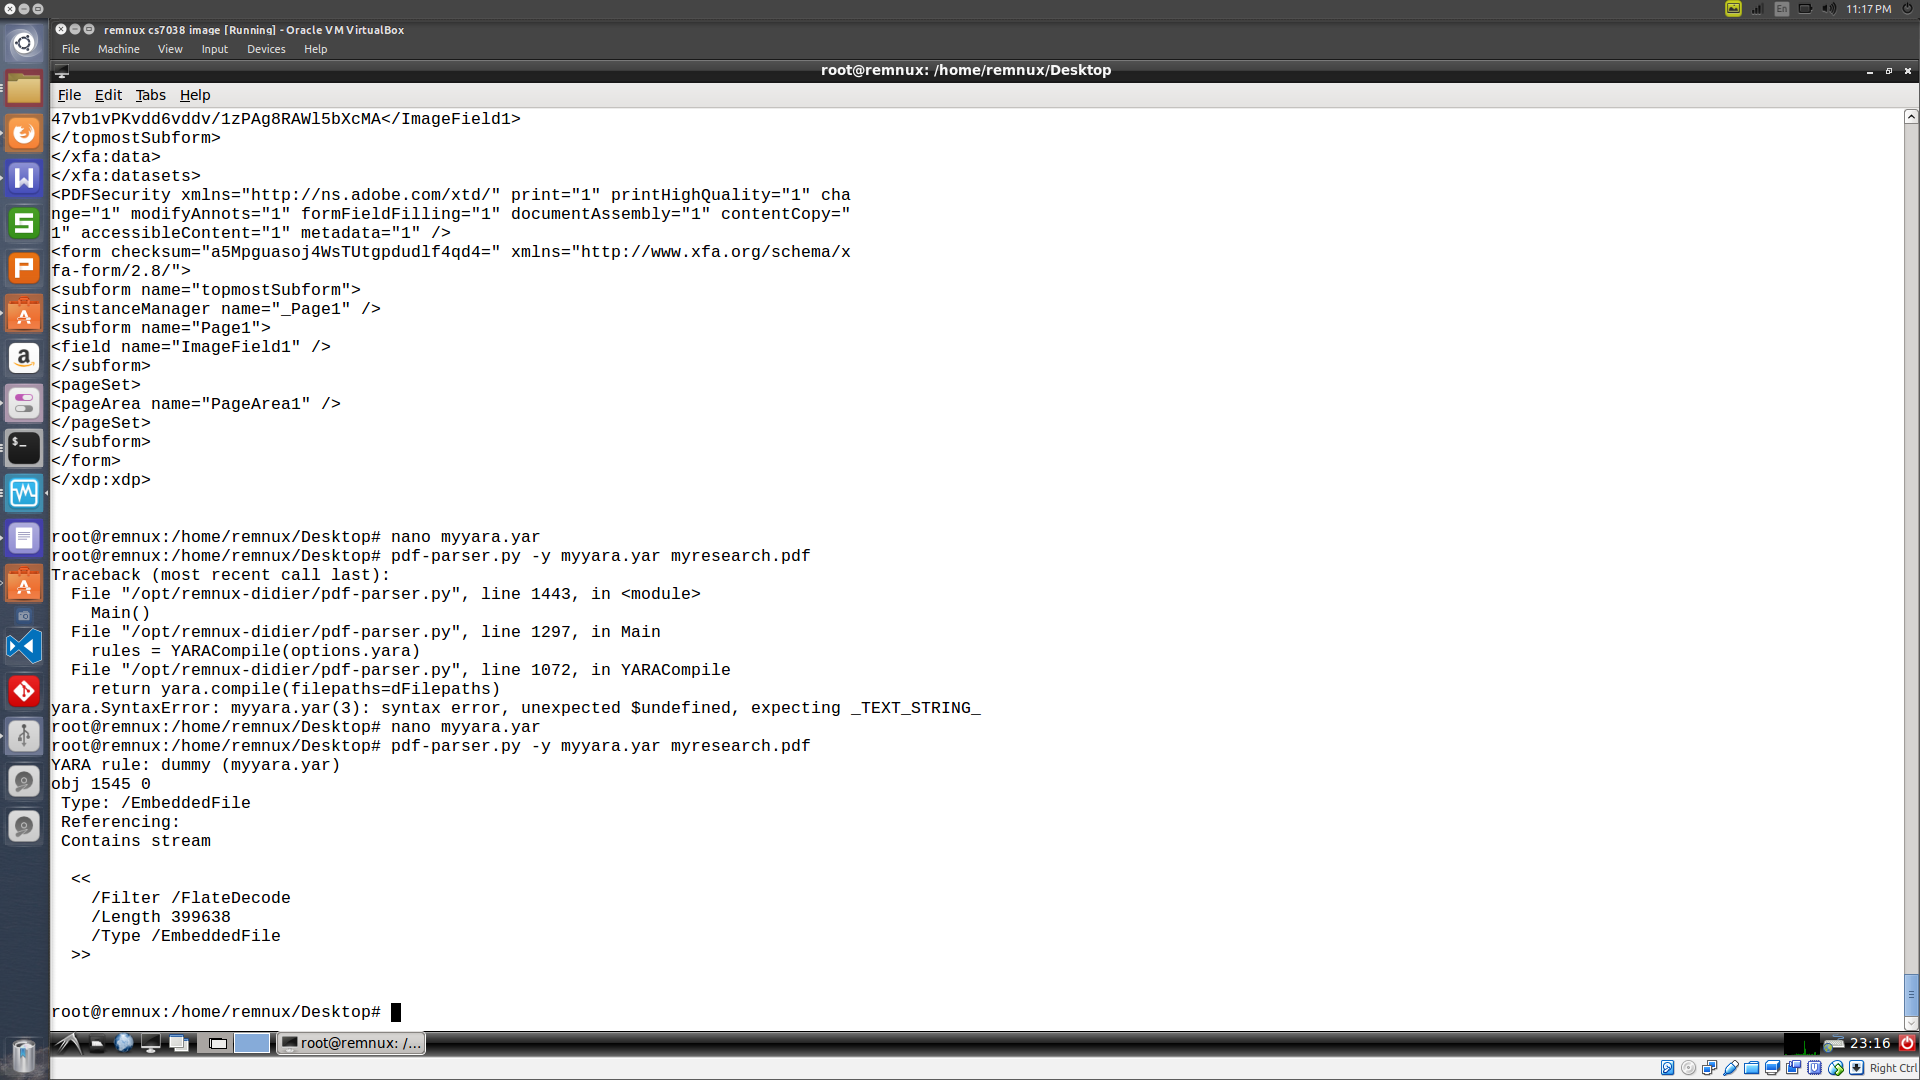 11:17 PM
En
remnux cs7038 image [Running] - Oracle VM VirtualBox
File Machine View Input Devices Help
root@remnux: /home/remnux/Desktop
File Edit Tabs Help
47vb1vPKvdd6vddv/1zPAg8RAWl5bXcMA</ImageField1>
</topmostSubform>
</xfa:data>
</xfa:datasets>
<PDFSecurity xmlns="http://ns.adobe.com/xtd/" print="1" printHighQuality="1" cha
nge="1" modifyAnnots="1" formFieldFilling="1" documentAssembly="1" contentCopy="
1" accessibleContent="1" metadata="1" />
<form checksum="a5Mpguasoj4WsTUtgpdudlf4qd4=" xmlns="http://www.xfa.org/schema/x
fa-form/2.8/">
<subform name="topmostSubform">
<instanceManager name="_Page1" />
<subform name="Page1">
<field name="ImageField1" />
</subform>
<pageSet>
<pageArea name="PageArea1" />
</pageSet>
</subform>
</form>
</xdp:xdp>
root@remnux:/home/remnux/Desktop# nano myyara.yar
root@remnux:/home/remnux/Desktop# pdf-parser.py -y myyara.yar myresearch.pdf
Traceback (most recent call last):
  File "/opt/remnux-didier/pdf-parser.py", line 1443, in <module>
    Main()
  File "/opt/remnux-didier/pdf-parser.py", line 1297, in Main
    rules = YARACompile(options.yara)
  File "/opt/remnux-didier/pdf-parser.py", line 1072, in YARACompile
    return yara.compile(filepaths=dFilepaths)
yara.SyntaxError: myyara.yar(3): syntax error, unexpected $undefined, expecting _TEXT_STRING_
root@remnux:/home/remnux/Desktop# nano myyara.yar
root@remnux:/home/remnux/Desktop# pdf-parser.py -y myyara.yar myresearch.pdf
YARA rule: dummy (myyara.yar)
obj 1545 0
 Type: /EmbeddedFile
 Referencing:
 Contains stream
  <<
    /Filter /FlateDecode
    /Length 399638
    /Type /EmbeddedFile
  >>
root@remnux:/home/remnux/Desktop#
root@remnux: /...
23:16
Right Ctrl